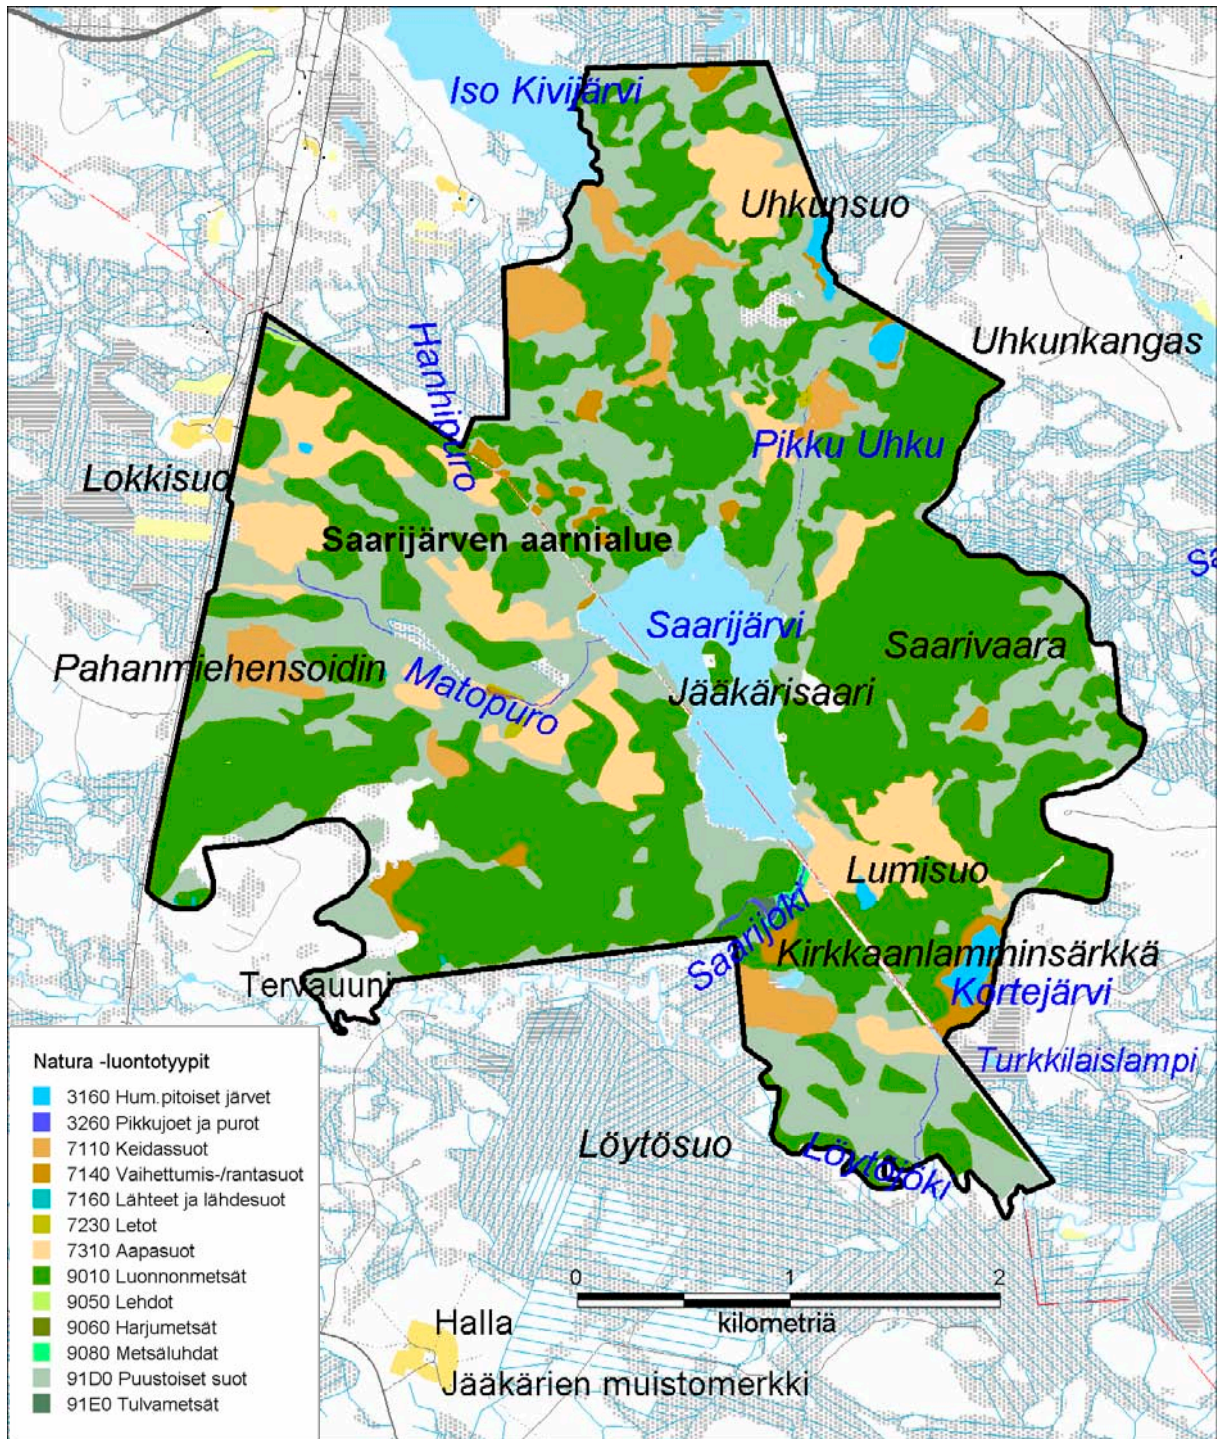 Iso Kivijärvi
Uhkunsuo
Uhkunkangas
Hanhipuro
Pikku Uhku
Lokkisuo
Saarijärven aarnialue
Sa
Saarijärvi
Saarivaara
Pahanmiehensoidin
Matopuro
Jääkärisaari
Lumisuo
Saarijoki
Kirkkaanlamminsärkkä
Tervauuni
Kortejärvi
Turkkilaislampi
Löytösuo
Löytöjoki
Natura -luontotyypit
3160 Hum.pitoiset järvet
3260 Pikkujoet ja purot
7110 Keidassuot
7140 Vaihettumis-/rantasuot
7160 Lähteet ja lähdesuot
7230 Letot
7310 Aapasuot
9010 Luonnonmetsät
9050 Lehdot
9060 Harjumetsät
9080 Metsäluhdat
91D0 Puustoiset suot
91E0 Tulvametsät
0 1 2
kilometriä
Halla
Jääkärien muistomerkki